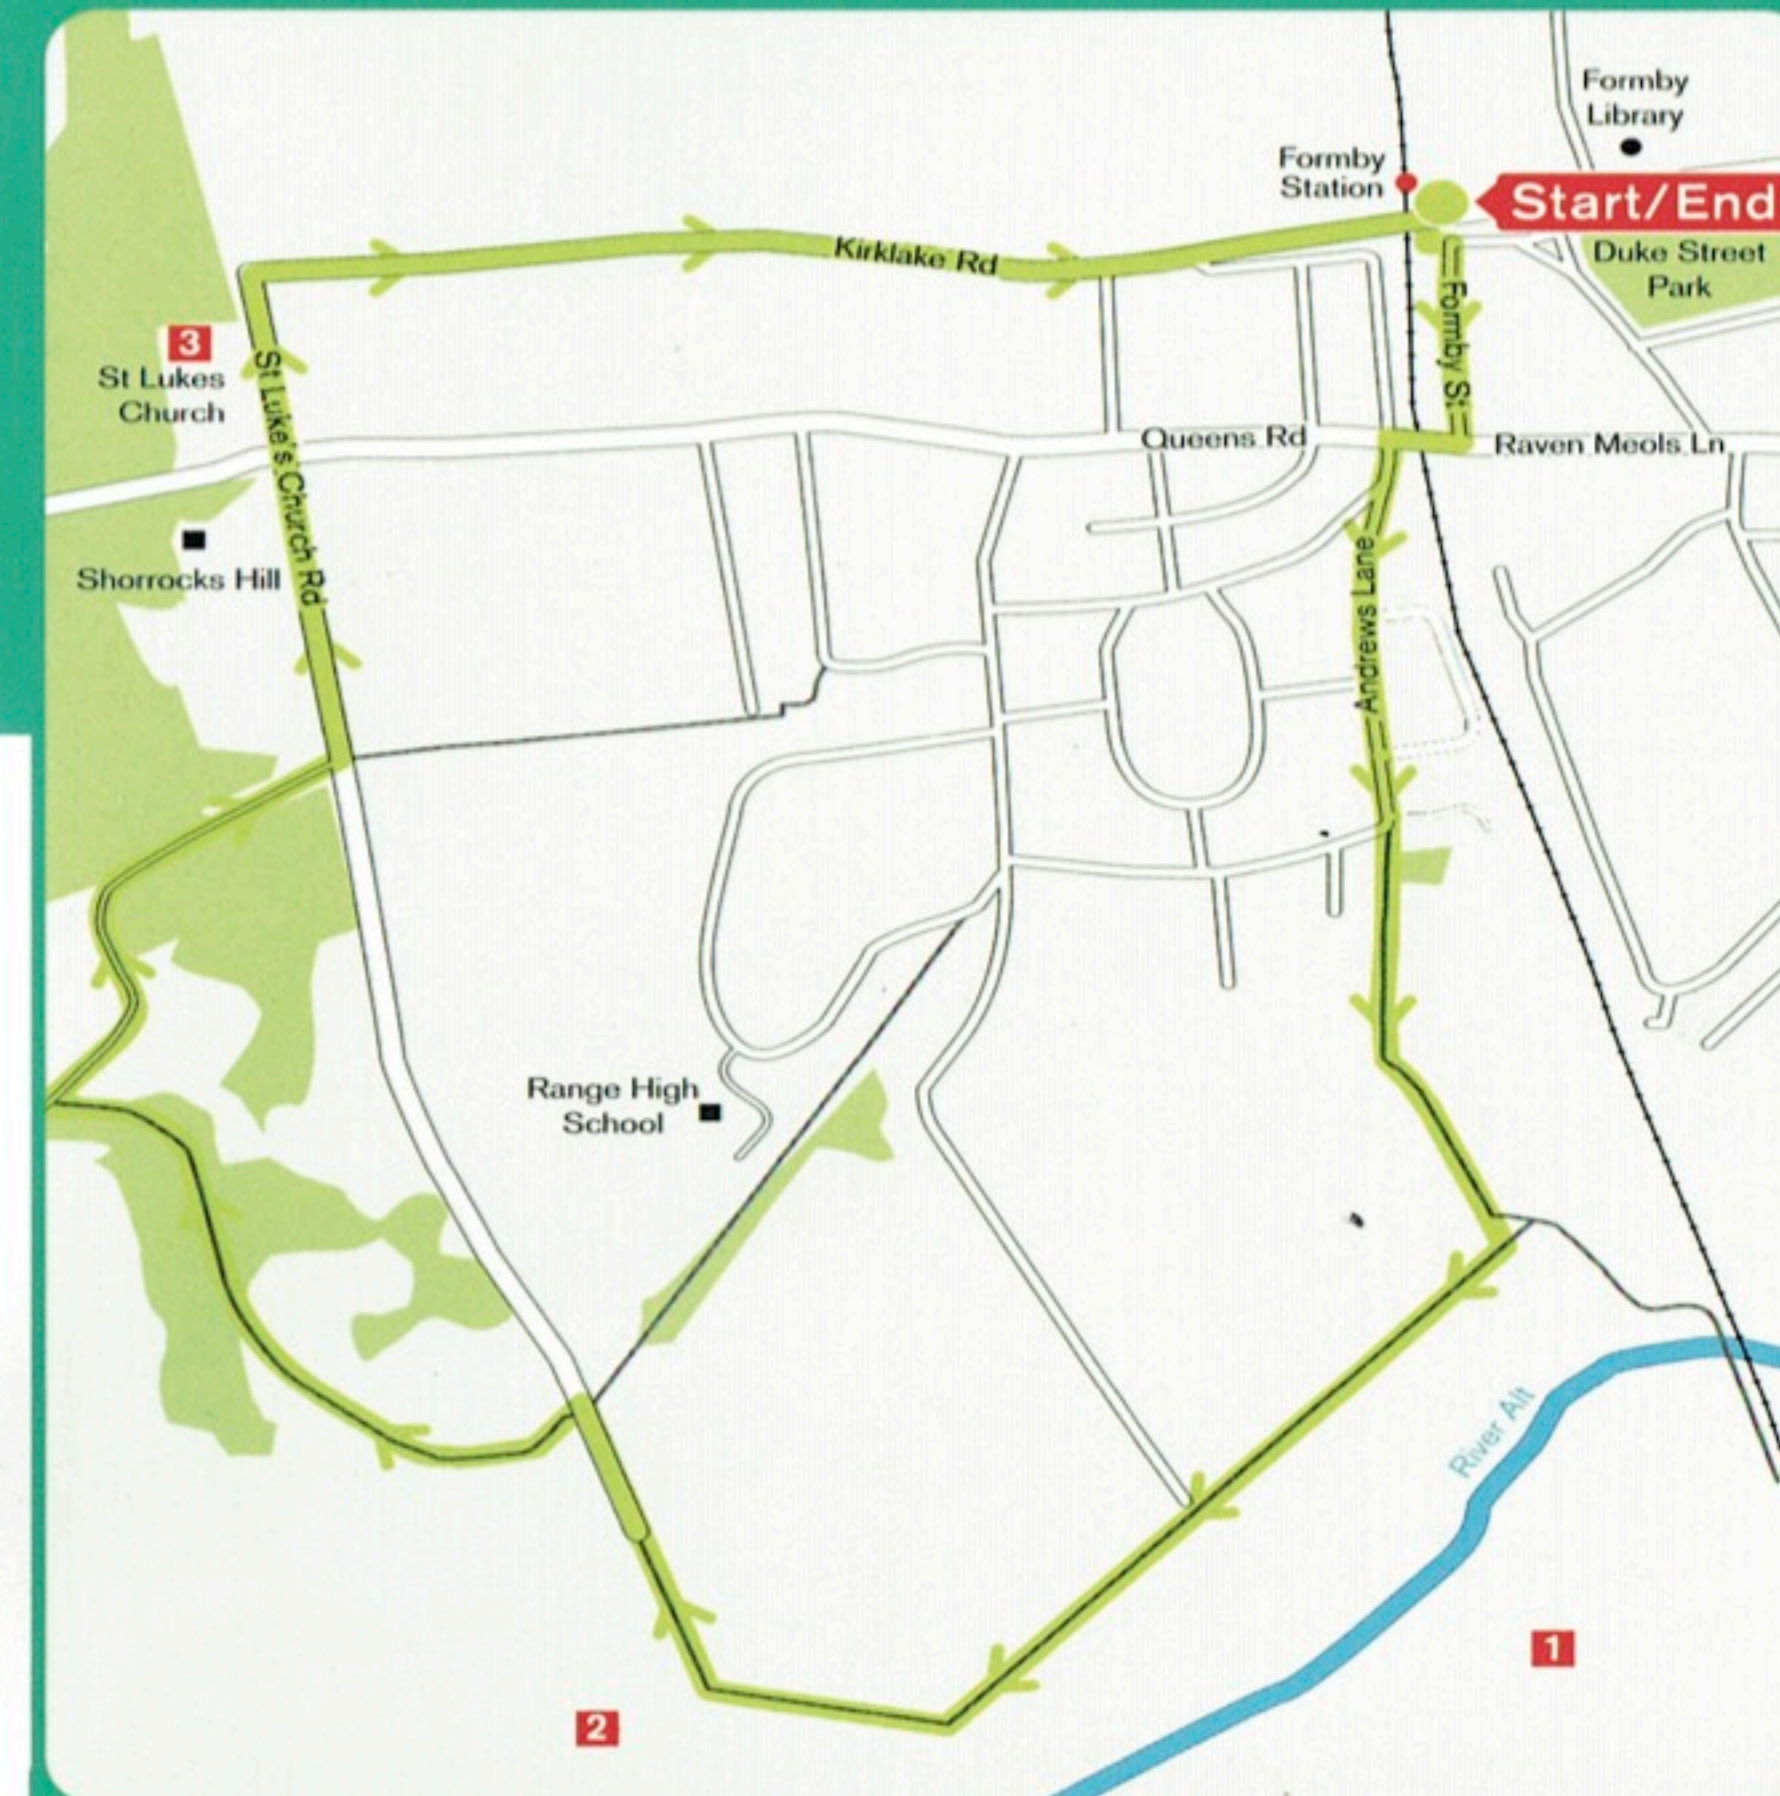 Formby
Library
Formby
Station
Start/End
Duke Street
Park
Kirklake Rd
Formby St
3
St Lukes
Church
St Luke's Church Rd
Queens Rd
Raven Meols Ln
Shorrocks Hill
Andrews Lane
Range High
School
River Alt
1
2